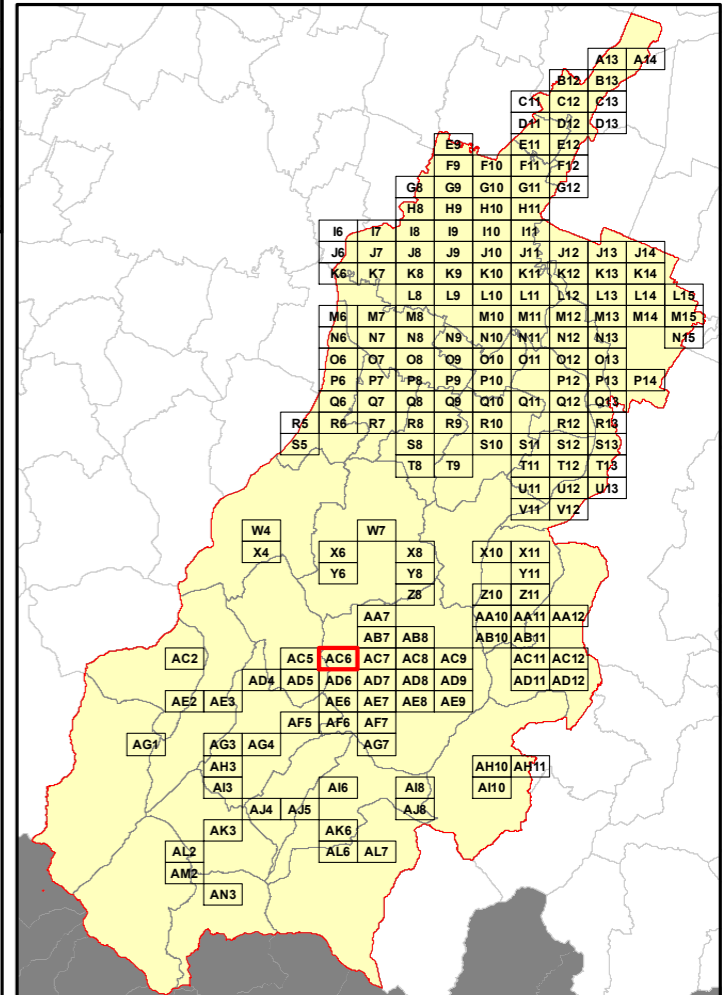 A13 A14
B12 B13
C11 C12 C13
D11 D12 D13
E9 E11 E12
F9 F10 F11 F12
G8 G9 G10 G11 G12
H8 H9 H10 H11
I6 I7 I8 I9 I10 I11
J6 J7 J8 J9 J10 J11 J12 J13 J14
K6 K7 K8 K9 K10 K11 K12 K13 K14
L8 L9 L10 L11 L12 L13 L14 L15
M6 M7 M8 M10 M11 M12 M13 M14 M15
N6 N7 N8 N9 N10 N11 N12 N13 N15
O6 O7 O8 O9 O10 O11 O12 O13
P6 P7 P8 P9 P10 P12 P13 P14
Q6 Q7 Q8 Q9 Q10 Q11 Q12 Q13
R5 R6 R7 R8 R9 R10 R12 R13
S5 S8 S10 S11 S12 S13
T8 T9 T11 T12 T13
U11 U12 U13
V11 V12
W4 W7
X4 X6 X8 X10 X11
Y6 Y8 Y11
Z8 Z10 Z11
AA7 AA10 AA11 AA12
AB7 AB8 AB10 AB11
AC2 AC5 AC6 AC7 AC8 AC9 AC11 AC12
AD4 AD5 AD6 AD7 AD8 AD9 AD11 AD12
AE2 AE3 AE6 AE7 AE8 AE9
AF5 AF6 AF7
AG1 AG3 AG4 AG7
AH3 AH10 AH11
AI3 AI6 AI8 AI10
AJ4 AJ5 AJ8
AK3 AK6
AL2 AL6 AL7
AM2
AN3